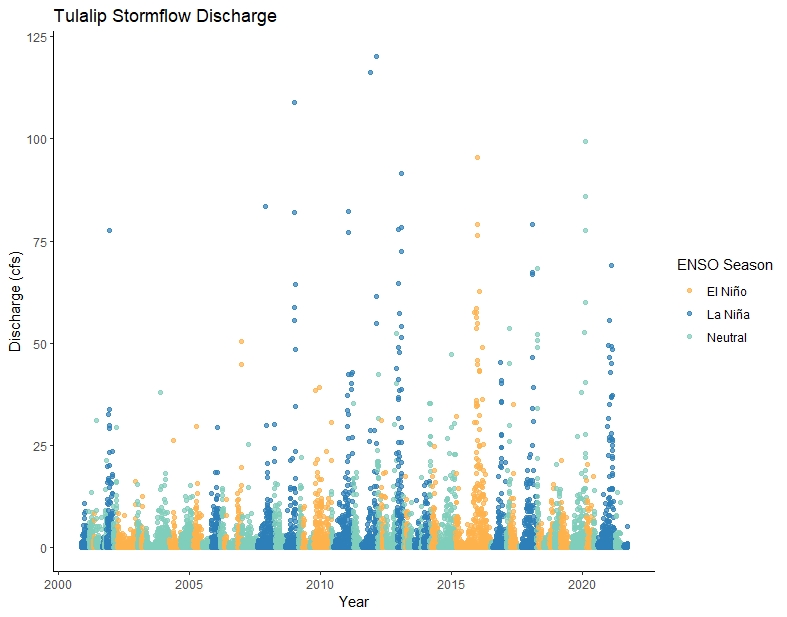 Tulalip Stormflow Discharge
125
100
75
50
25
0
Discharge (cfs)
2000 2005 2010 2015 2020
Year
ENSO Season
El Niño
La Niña
Neutral